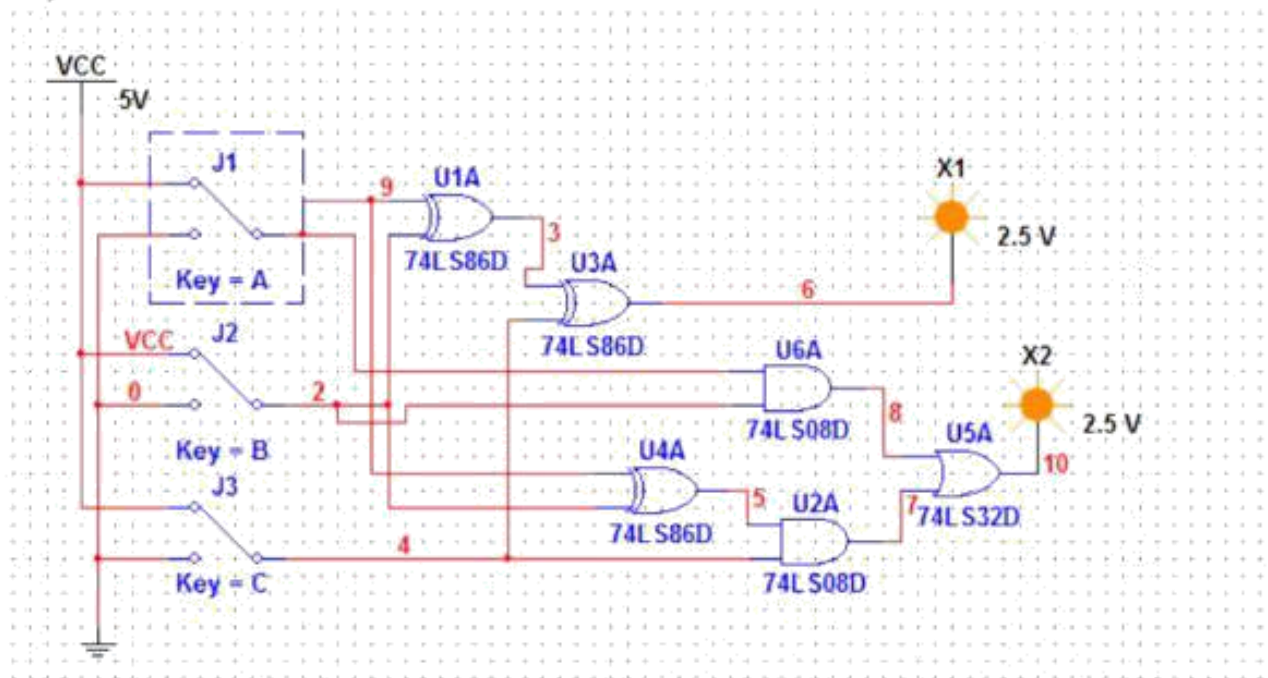 VCC
5V
J1
9
U1A
X1
3
74LS86D
U3A
2.5 V
Key = A
6
74LS86D
VCC
J2
U6A
X2
0
2
8
74LS08D
2.5 V
Key = B
U4A
U5A
10
J3
5
U2A
7
74LS32D
74LS86D
4
Key = C
74LS08D